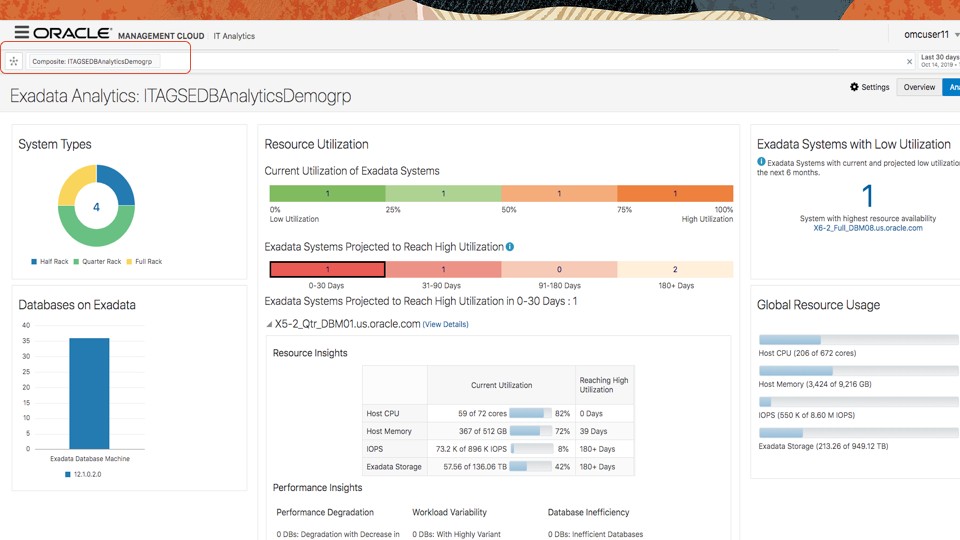 ORACLE MANAGEMENT CLOUD IT Analytics
omcuser11
Composite: ITAGSEDBAnalyticsDemogrp
Last 30 days
Oct 14, 2019 -
Exadata Analytics: ITAGSEDBAnalyticsDemogrp
Settings
Overview
System Types
4
Half Rack Quarter Rack Full Rack
Databases on Exadata
40
35
30
25
20
15
10
5
0
Exadata Database Machine
12.1.0.2.0
Resource Utilization
Current Utilization of Exadata Systems
1 1 1 1
0% 25% 50% 75% 100%
Low Utilization High Utilization
Exadata Systems Projected to Reach High Utilization
1 1 0 2
0-30 Days 31-90 Days 91-180 Days 180+ Days
Exadata Systems Projected to Reach High Utilization in 0-30 Days : 1
X5-2_Qtr_DBM01.us.oracle.com (View Details)
Resource Insights
Current Utilization Reaching High
Utilization
Host CPU 59 of 72 cores 82% 0 Days
Host Memory 367 of 512 GB 72% 39 Days
IOPS 73.2 K of 896 K IOPS 8% 180+ Days
Exadata Storage 57.56 of 136.06 TB 42% 180+ Days
Performance Insights
Performance Degradation Workload Variability Database Inefficiency
0 DBs: Degradation with Decrease in 0 DBs: With Highly Variant 0 DBs: Inefficient Databases
Exadata Systems with Low Utilization
Exadata Systems with current and projected low utilization
the next 6 months.
1
System with highest resource availability
X6-2_Full_DBM08.us.oracle.com
Global Resource Usage
Host CPU (206 of 672 cores)
Host Memory (3,424 of 9,216 GB)
IOPS (550 K of 8.60 M IOPS)
Exadata Storage (213.26 of 949.12 TB)